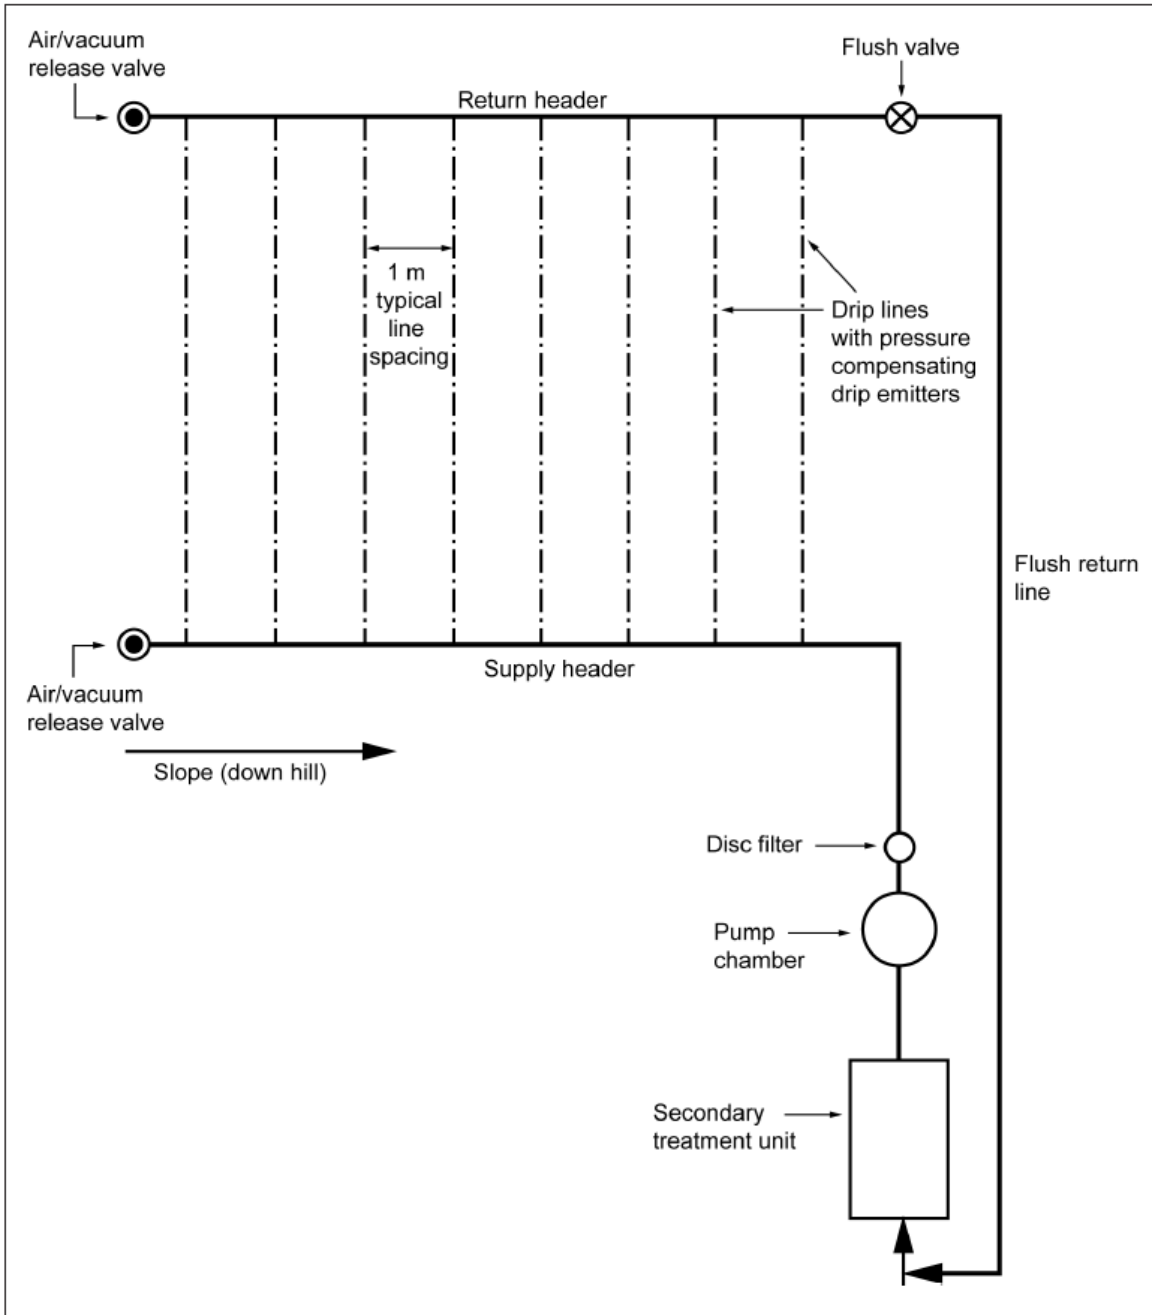 Air/vacuum
release valve
Flush valve
Return header
1 m
typical
line
spacing
Drip lines
with pressure
compensating
drip emitters
Flush return
line
Supply header
Air/vacuum
release valve
Slope (down hill)
Disc filter
Pump
chamber
Secondary
treatment unit